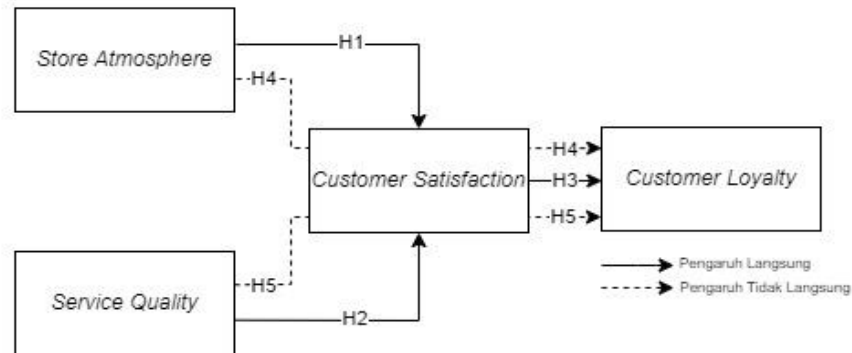 Store Atmosphere
H1
H4
Customer Satisfaction
H4
H3
H5
Customer Loyalty
Service Quality
H5
H2
Pengaruh Langsung
Pengaruh Tidak Langsung